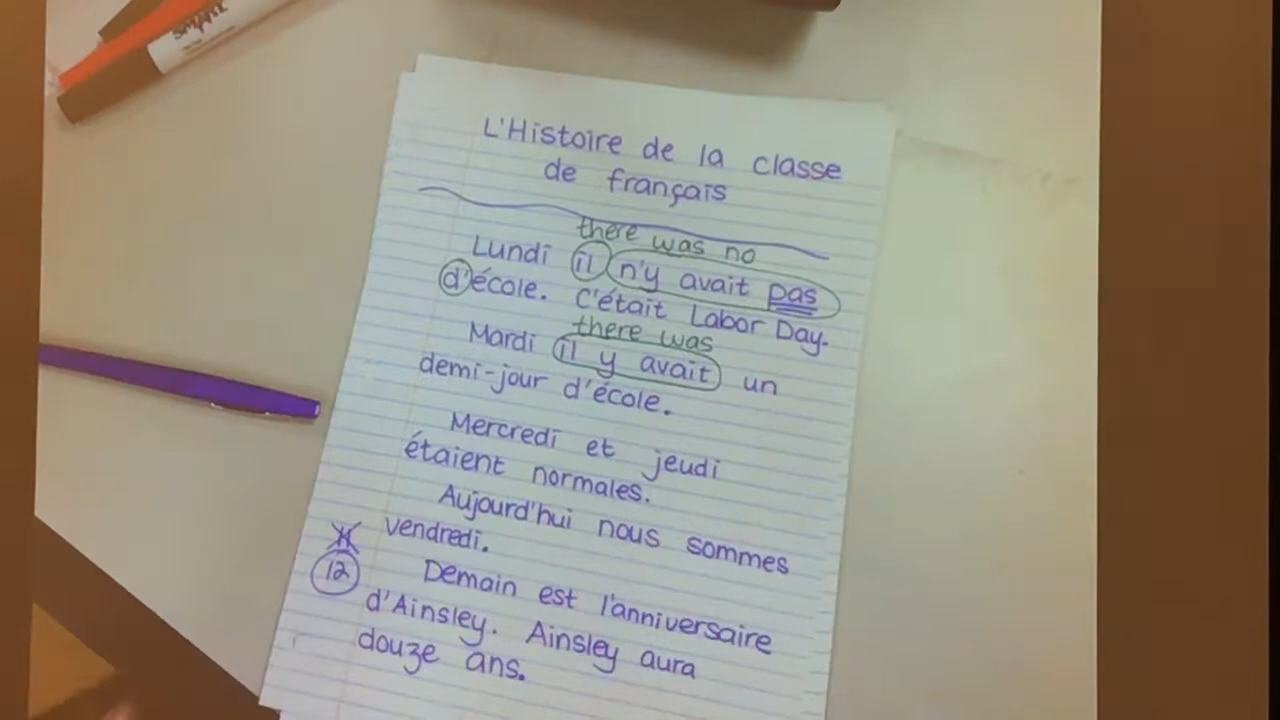 SMART
L'Histoire de la classe
de français
there was no
Lundi il n'y avait pas
d'école. C'était Labor Day.
there was
Mardi il y avait un
demi-jour d'école.
Mercredi et jeudi
étaient normales.
Aujourd'hui nous sommes
vendredi.
12
Demain est l'anniversaire
d'Ainsley. Ainsley aura
douze ans.